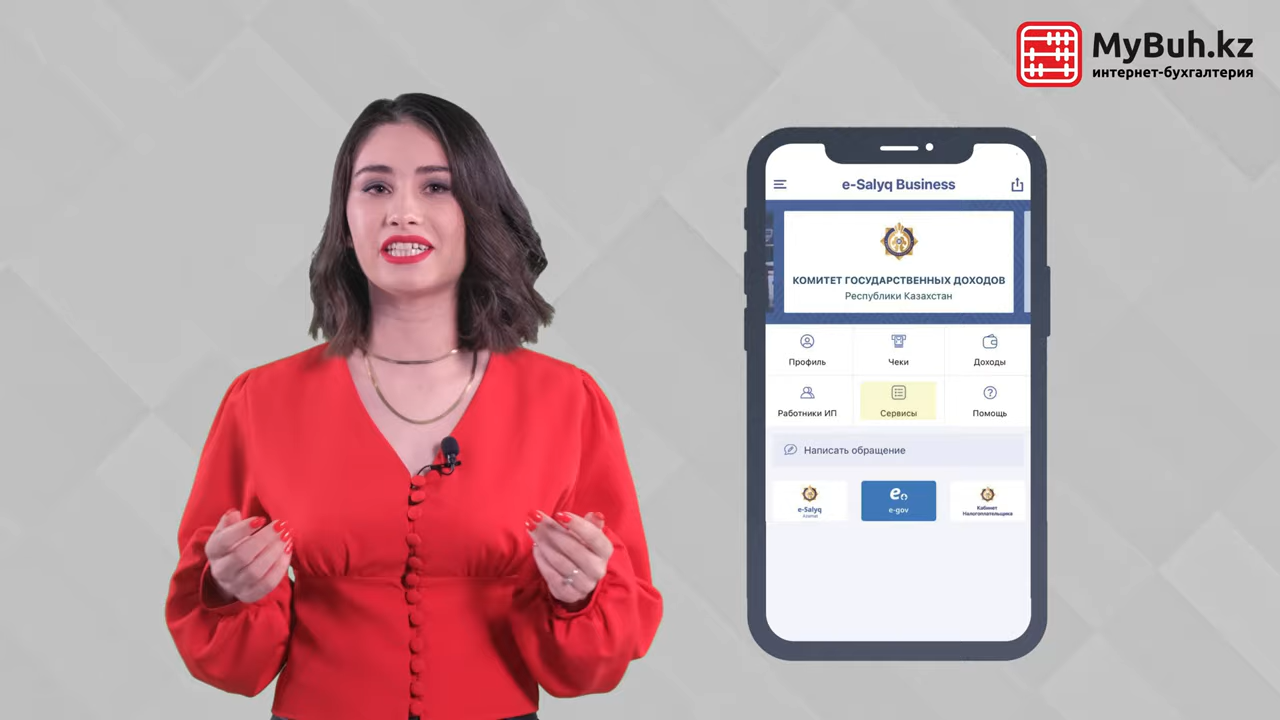 MyBuh.kz
интернет-бухгалтерия
e-Salyq Business
КОМИТЕТ ГОСУДАРСТВЕННЫХ ДОХОДОВ
Республики Казахстан
Профиль
Чеки
Доходы
Работники ИП
Сервисы
Помощь
Написать обращение
e-Salyq
Azamat
e-gov
Кабинет
Налогоплательщика